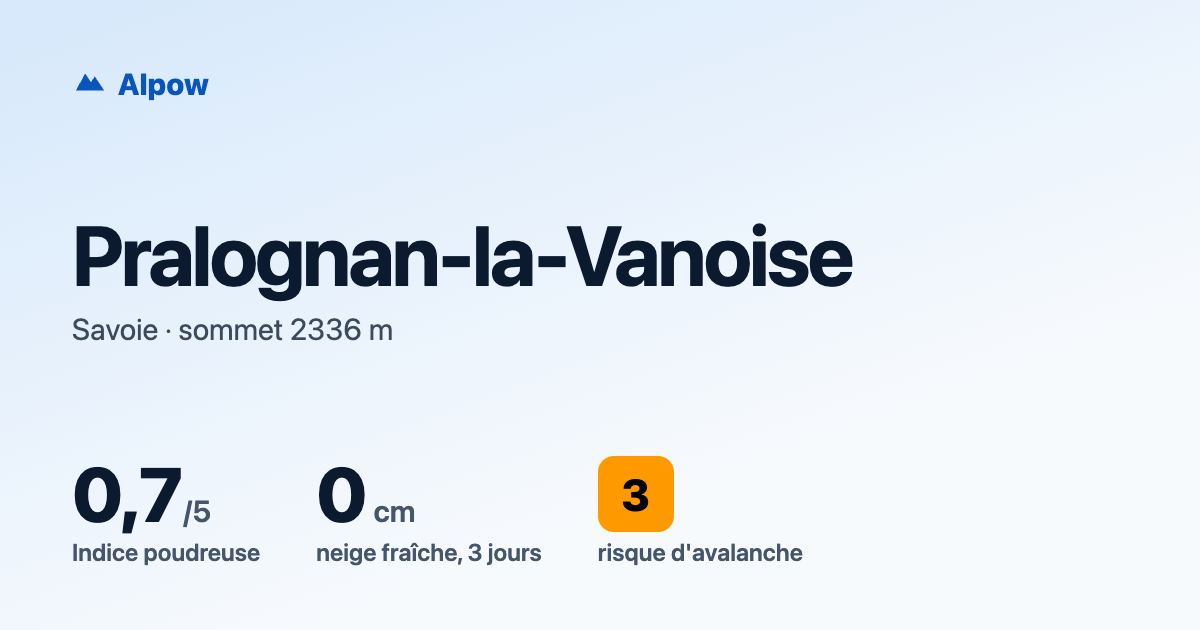 Alpow
Pralognan-la-Vanoise
Savoie · sommet 2336 m
0,7/5
Indice poudreuse
0 cm
neige fraîche, 3 jours
3
risque d'avalanche